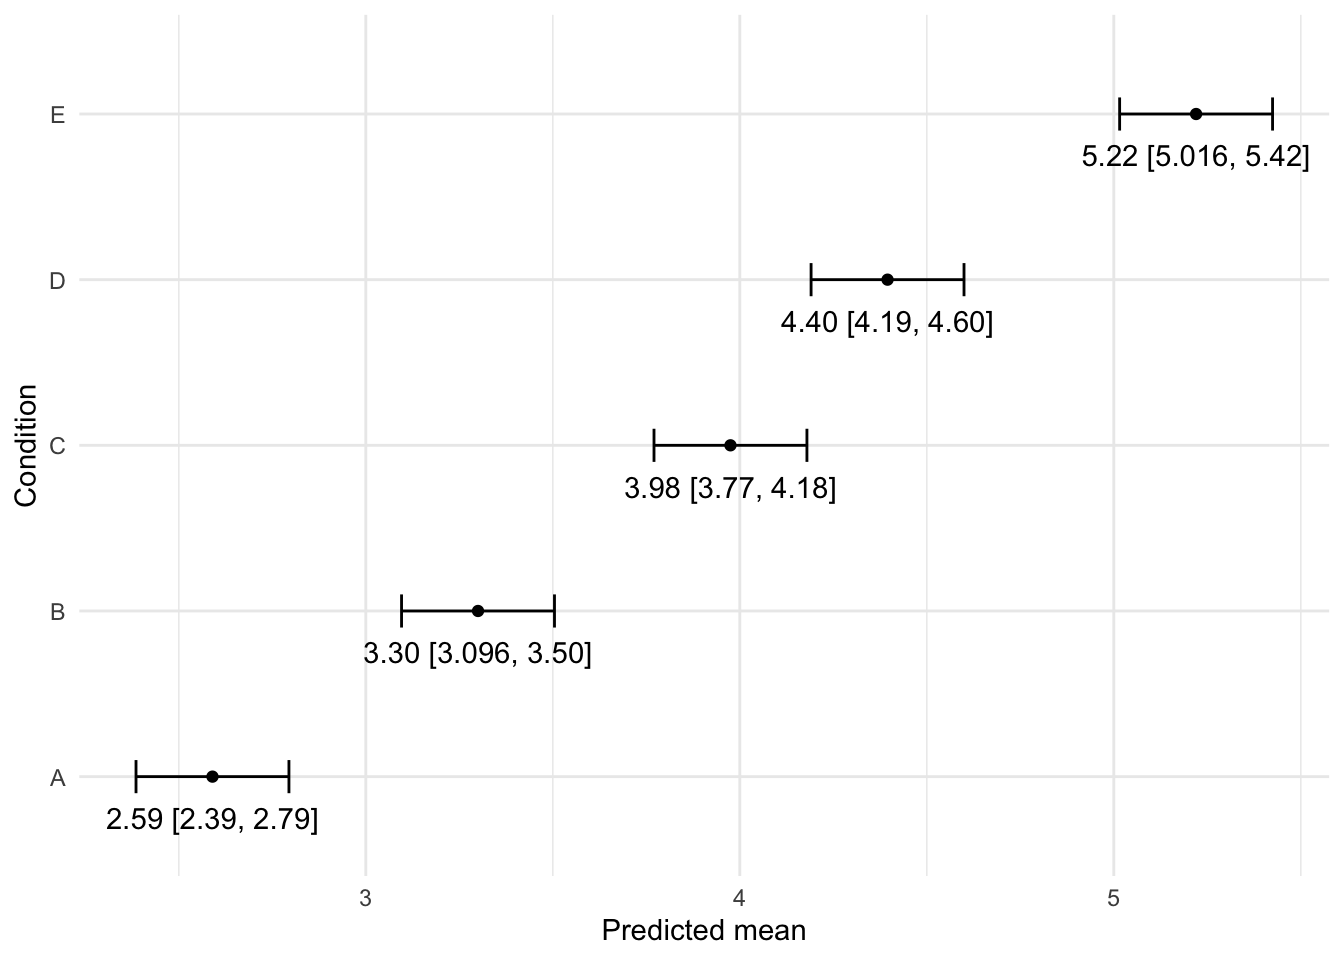 E
5.22 [5.016, 5.42]
D
4.40 [4.19, 4.60]
Condition
C
3.98 [3.77, 4.18]
B
3.30 [3.096, 3.50]
A
2.59 [2.39, 2.79]
3 4 5
Predicted mean